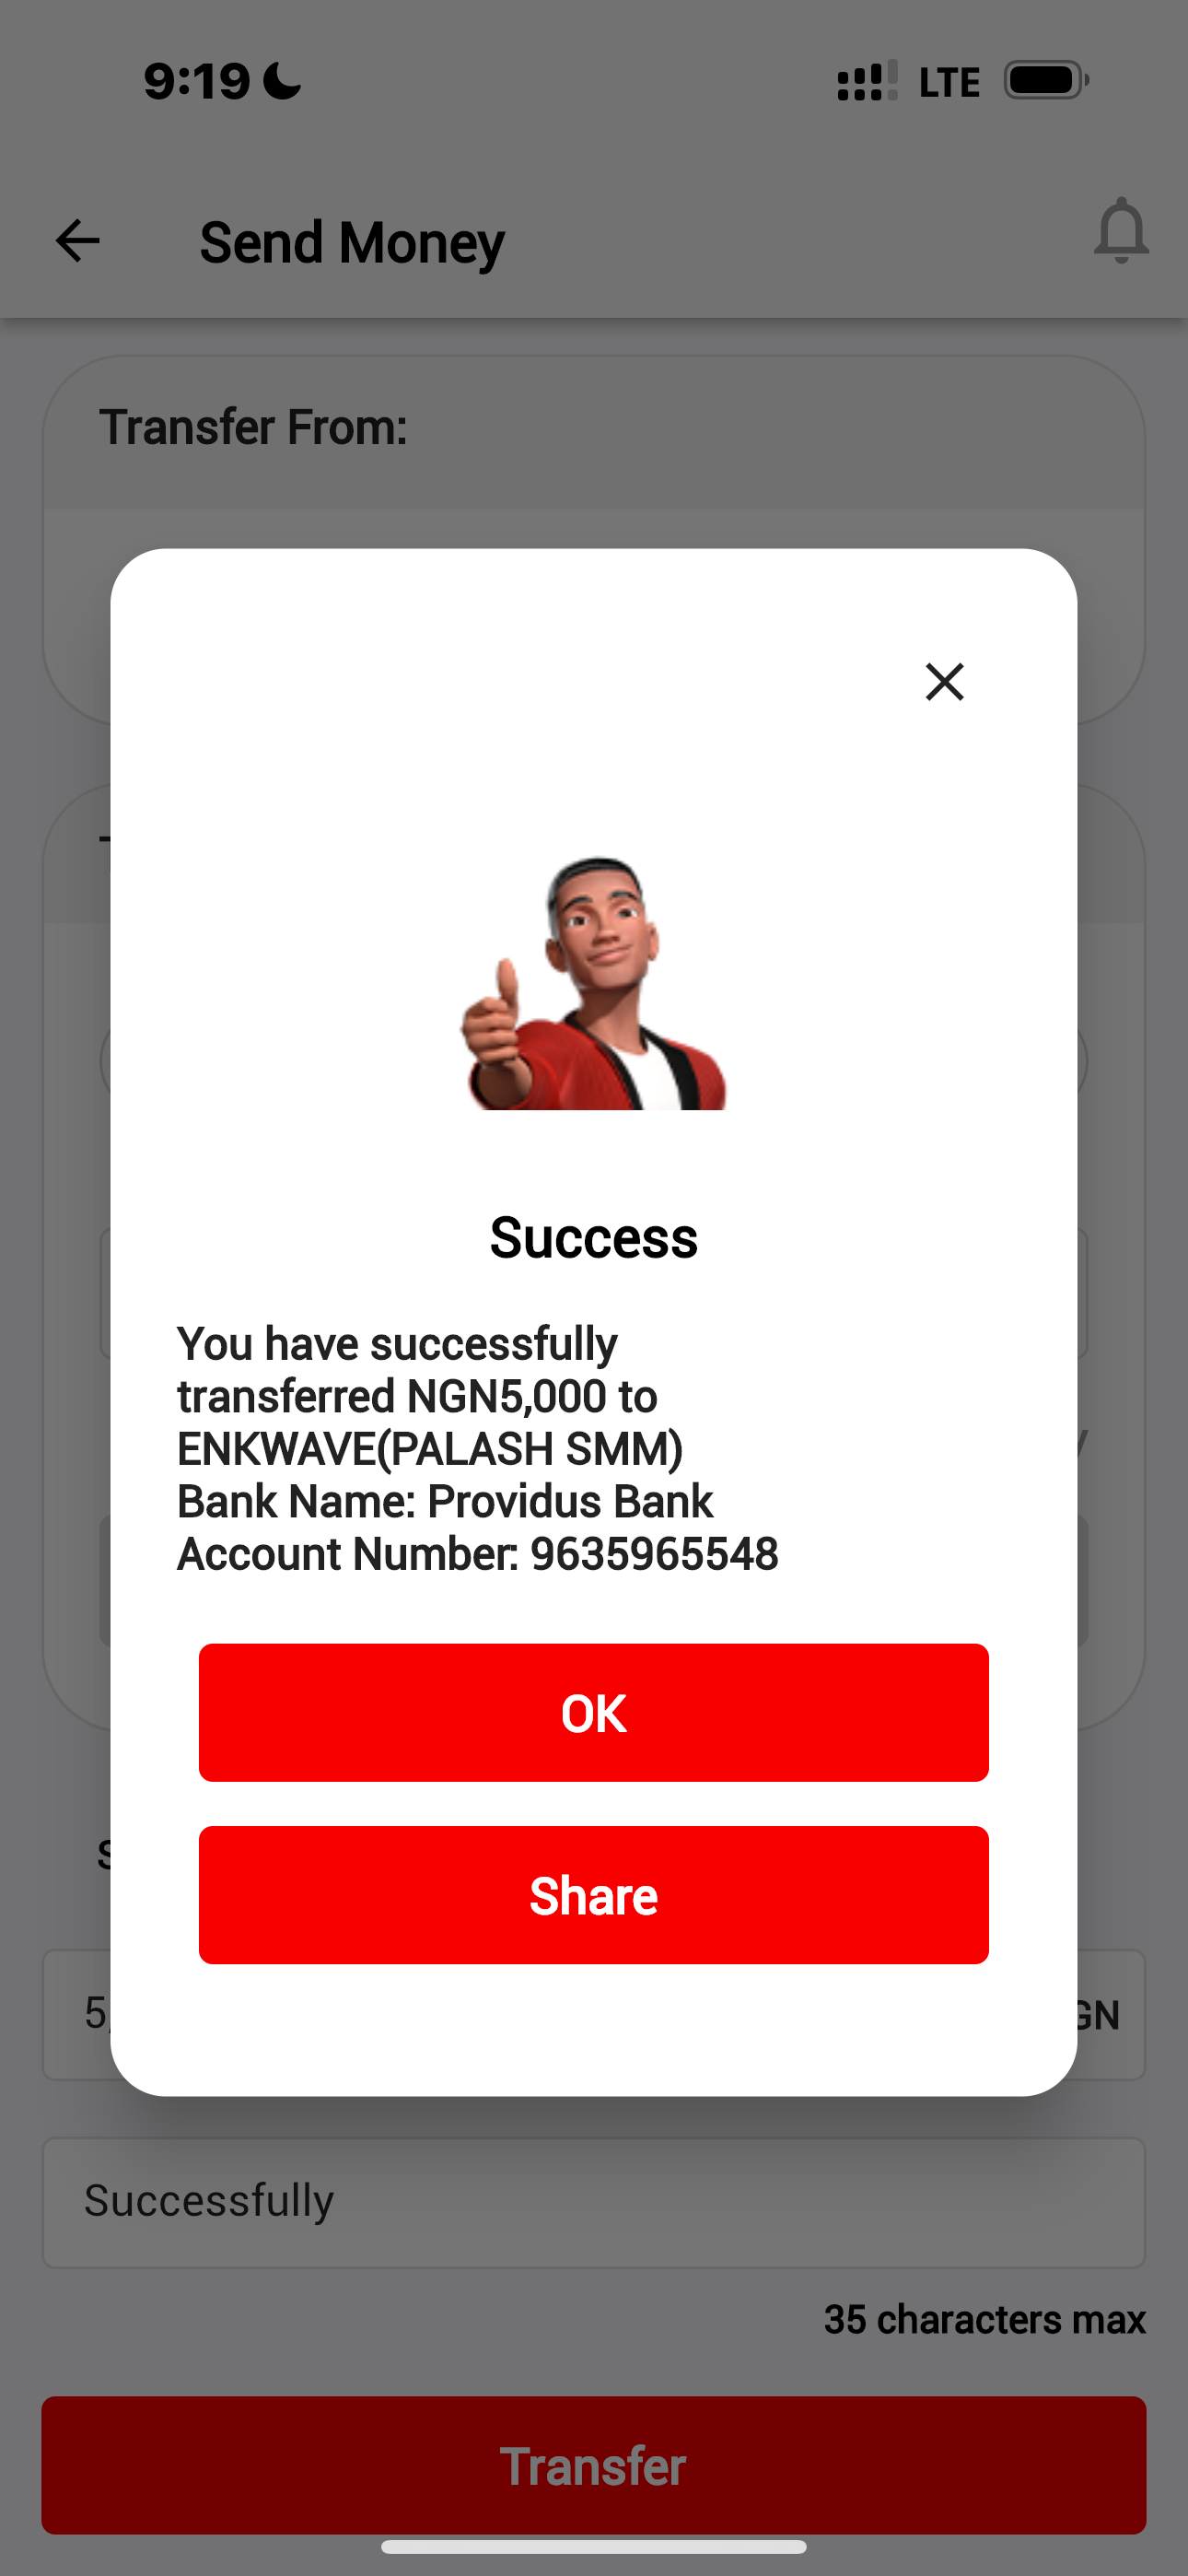 9:19
LTE
Send Money
Transfer From:
Success
You have successfully
transferred NGN5,000 to
ENKWAVE(PALASH SMM)
Bank Name: Providus Bank
Account Number: 9635965548
OK
Share
5,
GN
Successfully
35 characters max
Transfer